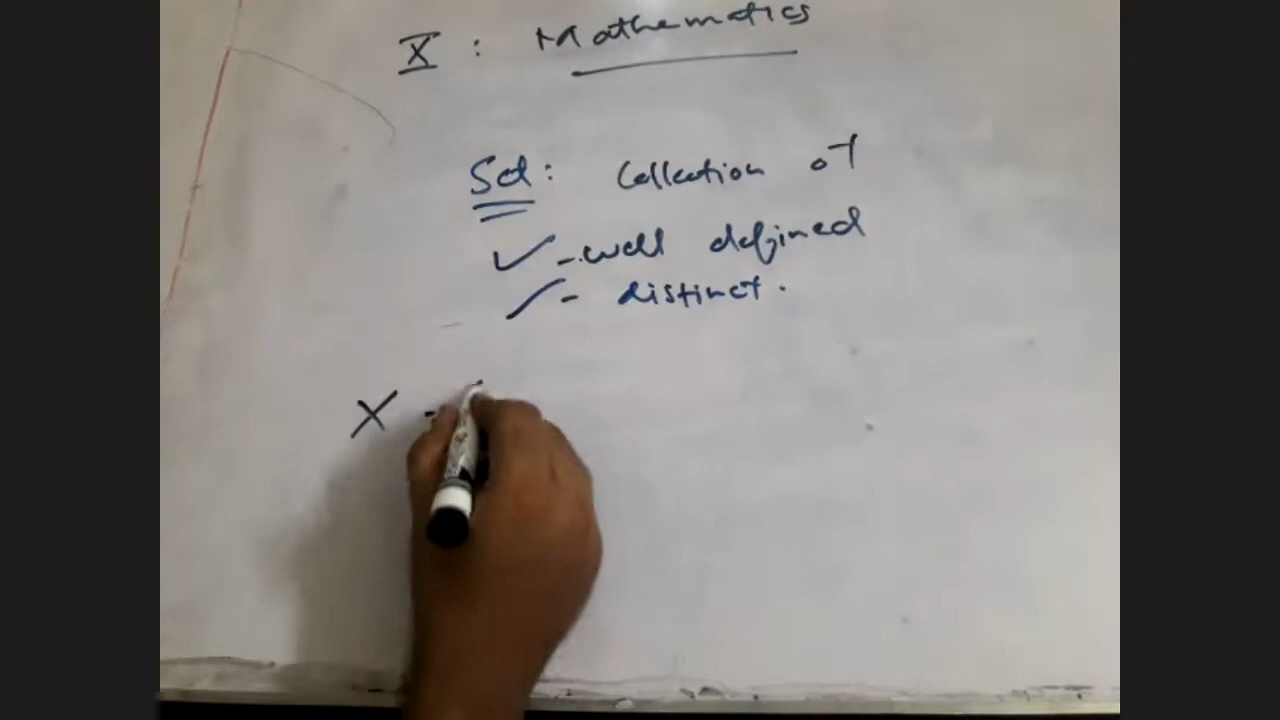 X : Mathematics
Set: Collection of
✓ - well defined
✓ - distinct.
X =